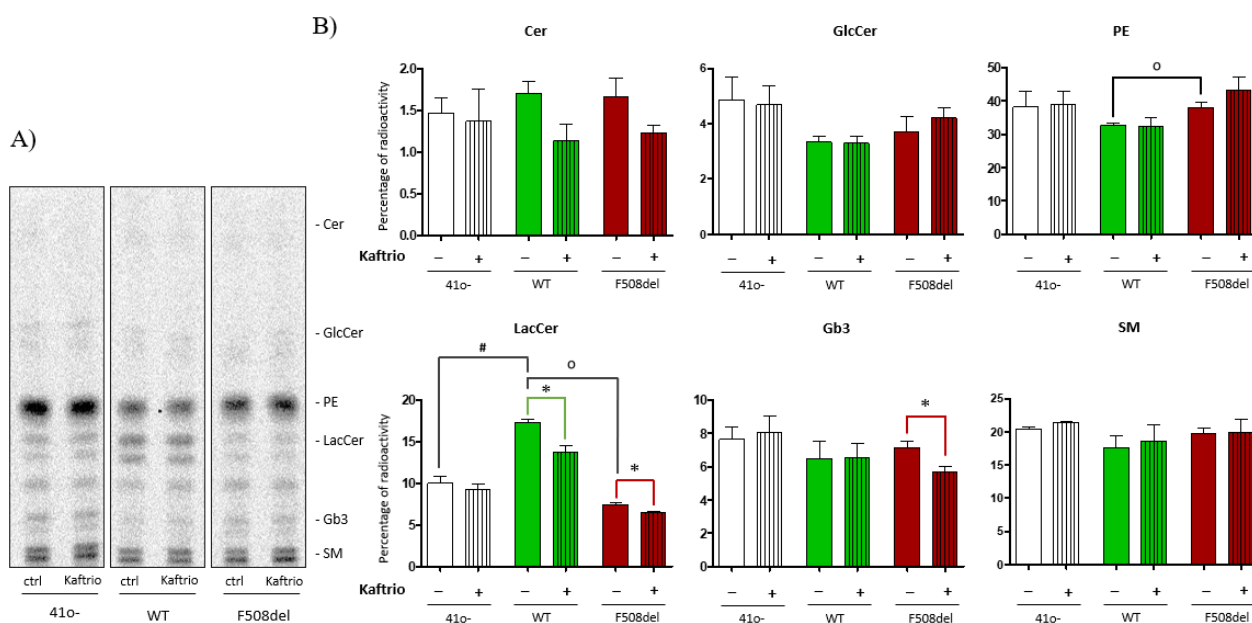 A)
- Cer
- GlcCer
- PE
- LacCer
- Gb3
- SM
ctrl Kaftrio ctrl Kaftrio ctrl Kaftrio
41o- WT F508del
B)
Cer
Percentage of radioactivity
2.0
1.5
1.0
0.5
0.0
Kaftrio – + – + – +
41o- WT F508del
GlcCer
6
4
2
0
– + – + – +
41o- WT F508del
PE
50
40
30
20
10
0
o
– + – + – +
41o- WT F508del
LacCer
Percentage of radioactivity
20
15
10
5
0
#
o
*
*
Kaftrio – + – + – +
41o- WT F508del
Gb3
10
8
6
4
2
0
*
– + – + – +
41o- WT F508del
SM
25
20
15
10
5
0
– + – + – +
41o- WT F508del